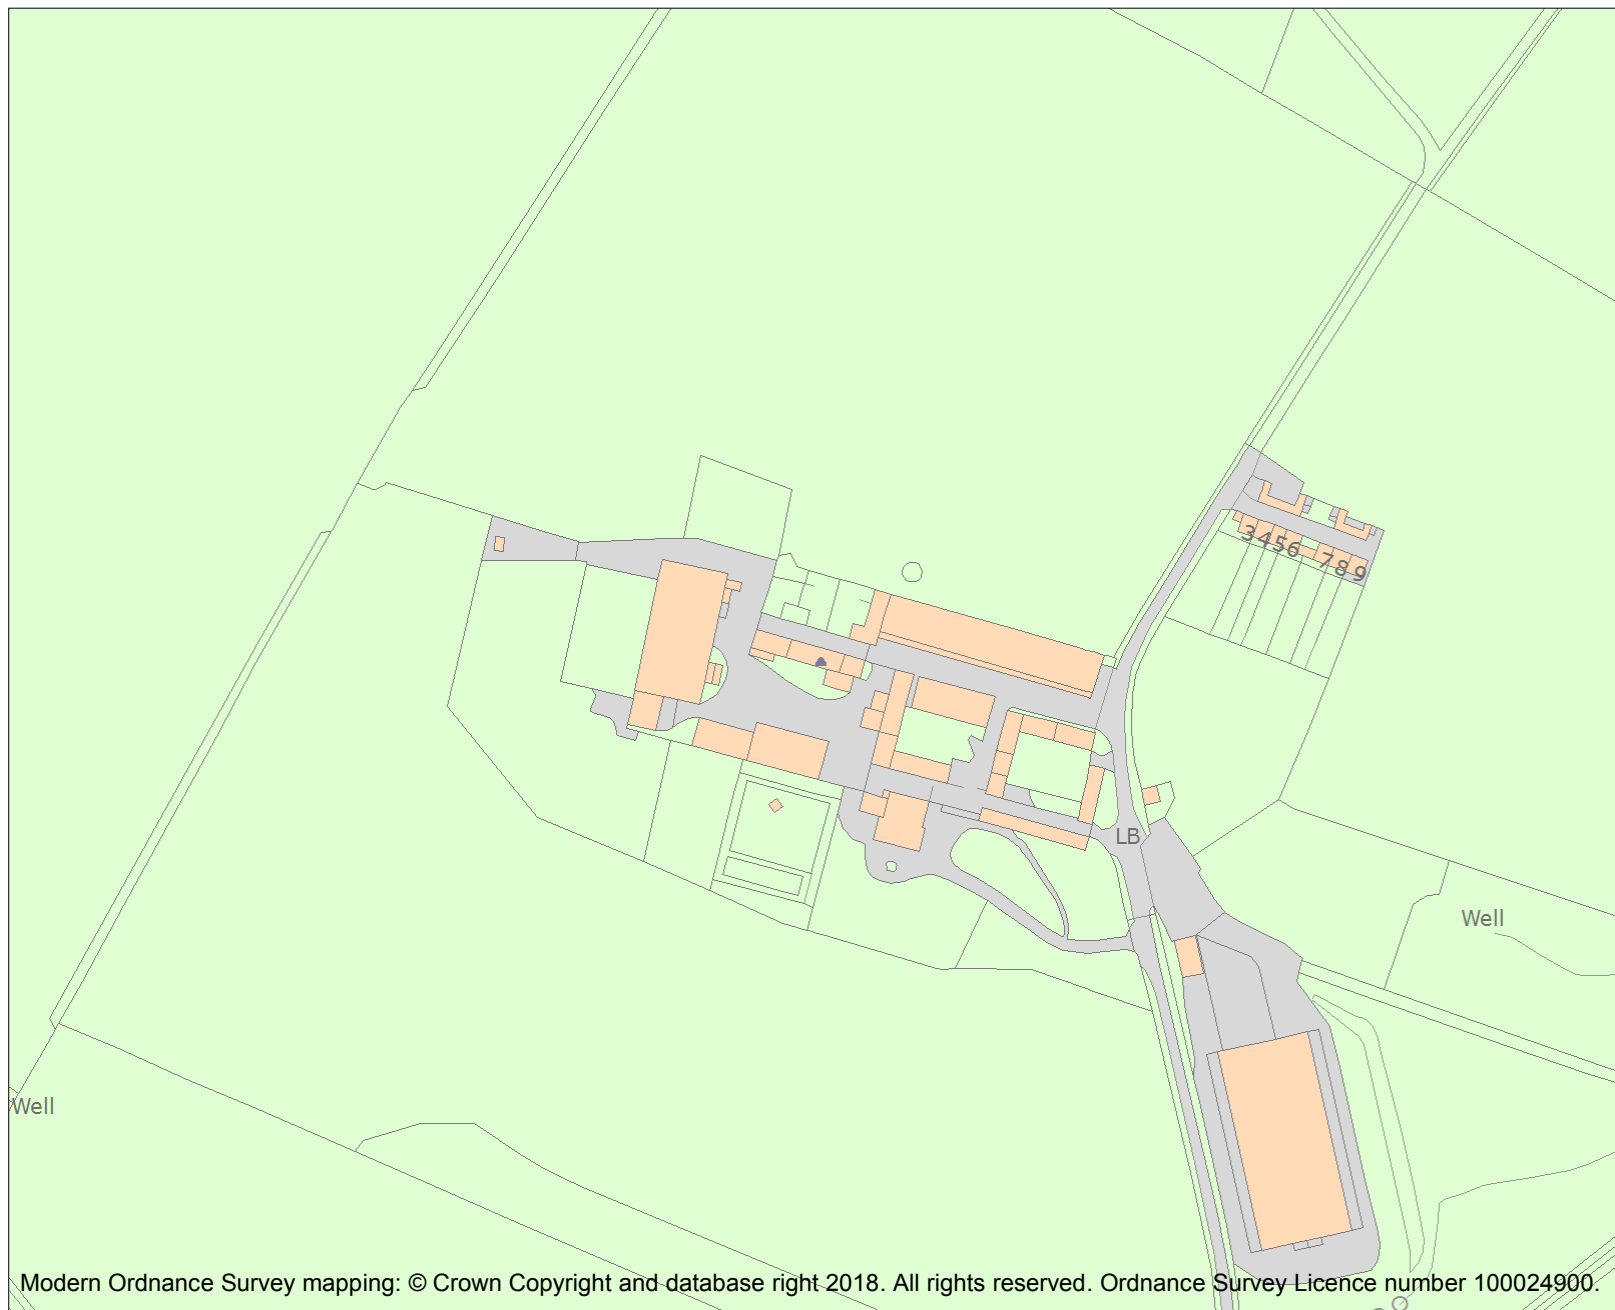 3 4 5 6
7 8 9
LB
Well
Well
Modern Ordnance Survey mapping: © Crown Copyright and database right 2018. All rights reserved. Ordnance Survey Licence number 100024900.